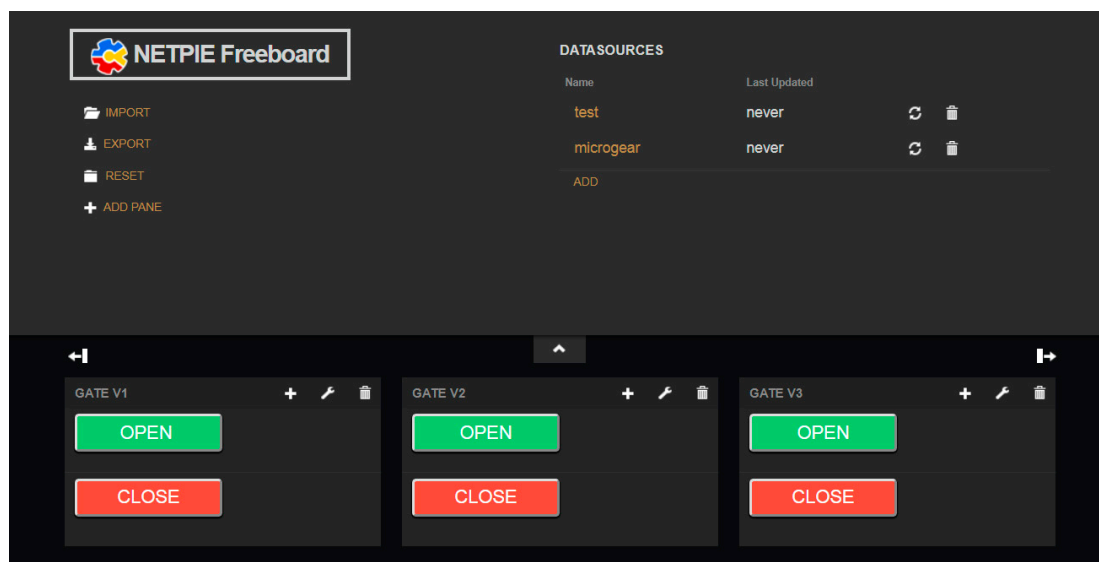 NETPIE Freeboard
IMPORT
EXPORT
RESET
ADD PANE
DATASOURCES
Name Last Updated
test never
microgear never
ADD
GATE V1
OPEN
CLOSE
GATE V2
OPEN
CLOSE
GATE V3
OPEN
CLOSE